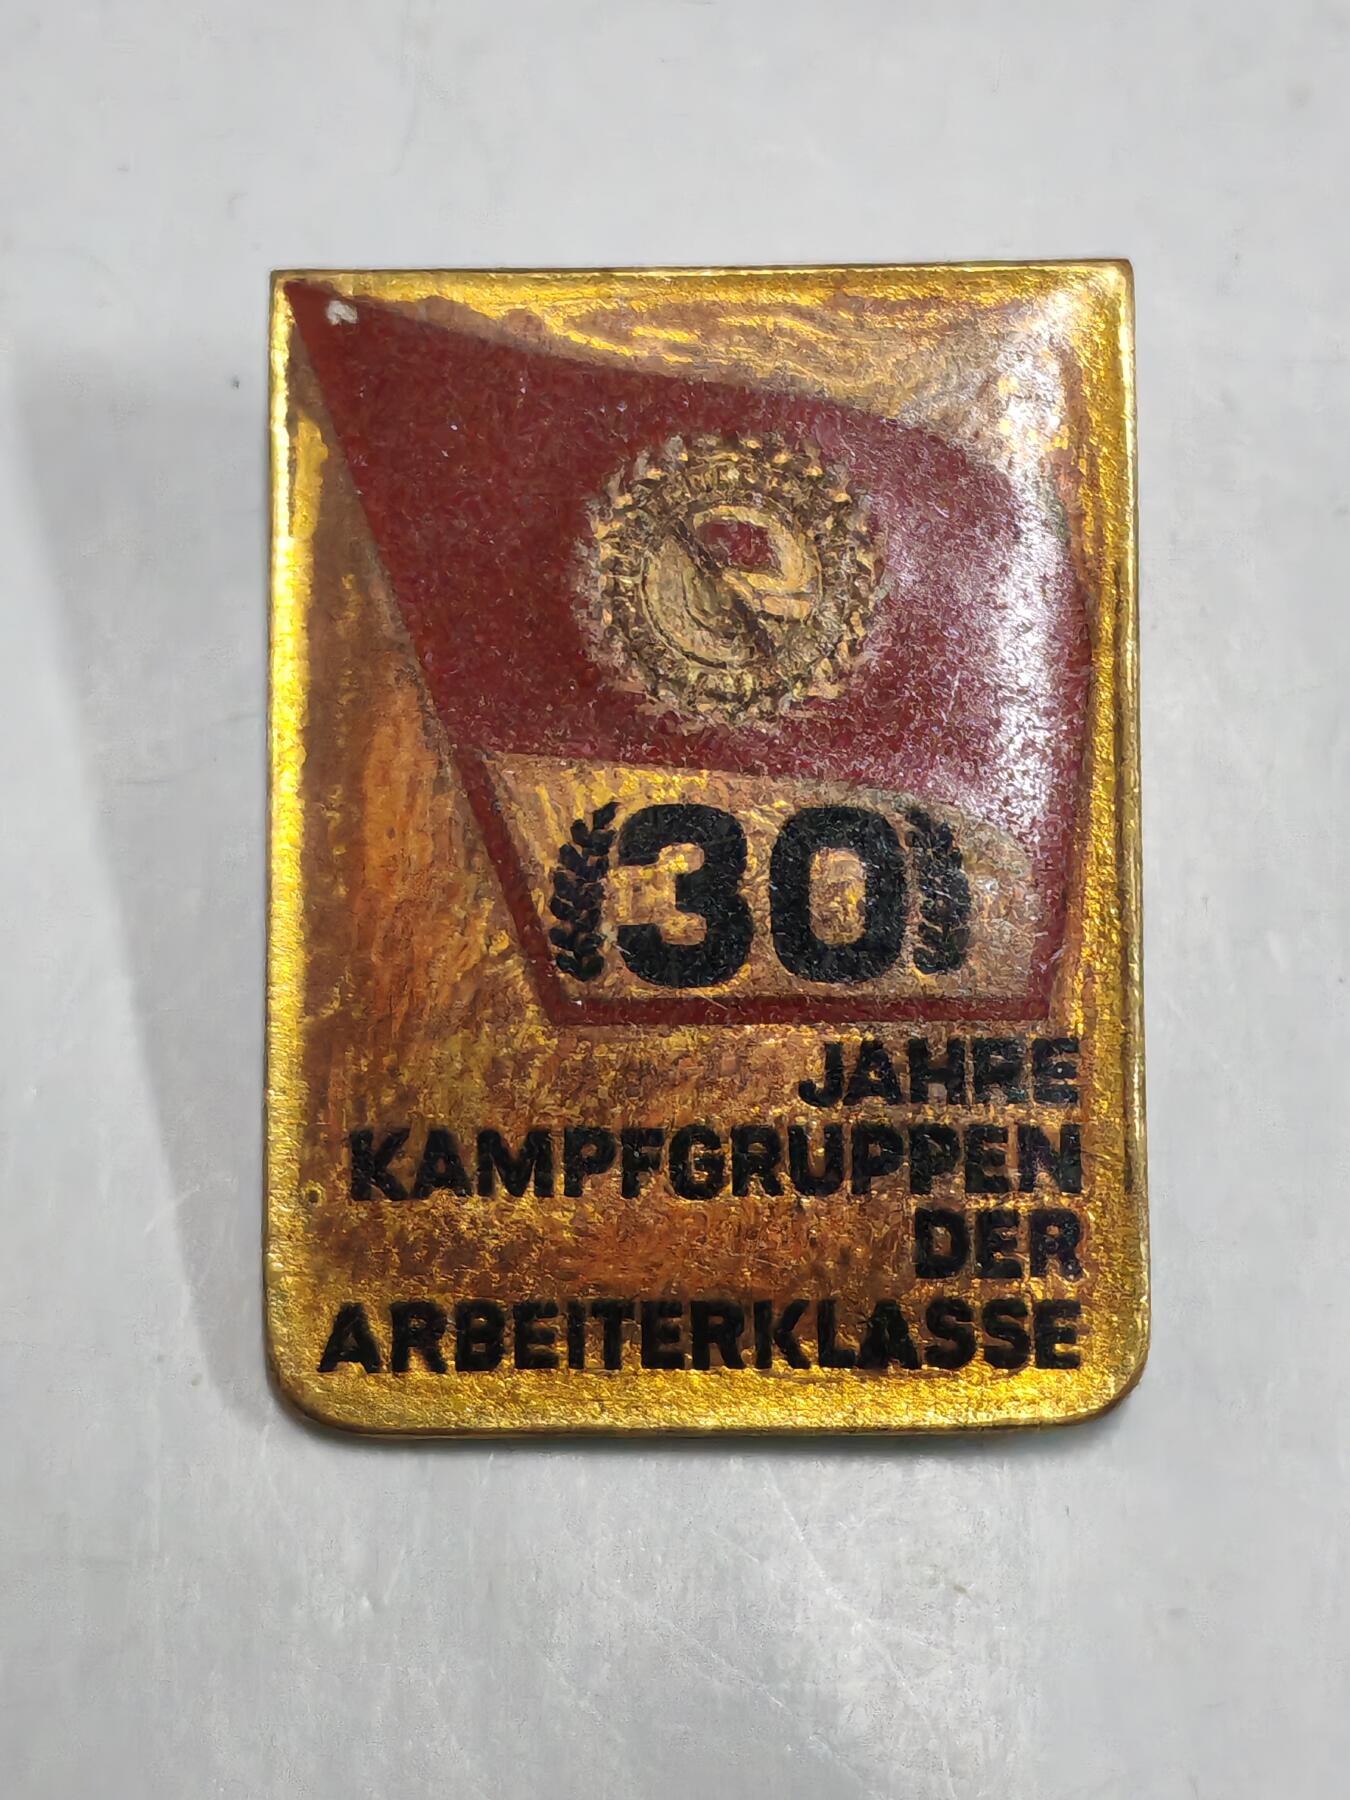 30
JAHRE
KAMPFGRUPPEN
DER
ARBEITERKLASSE